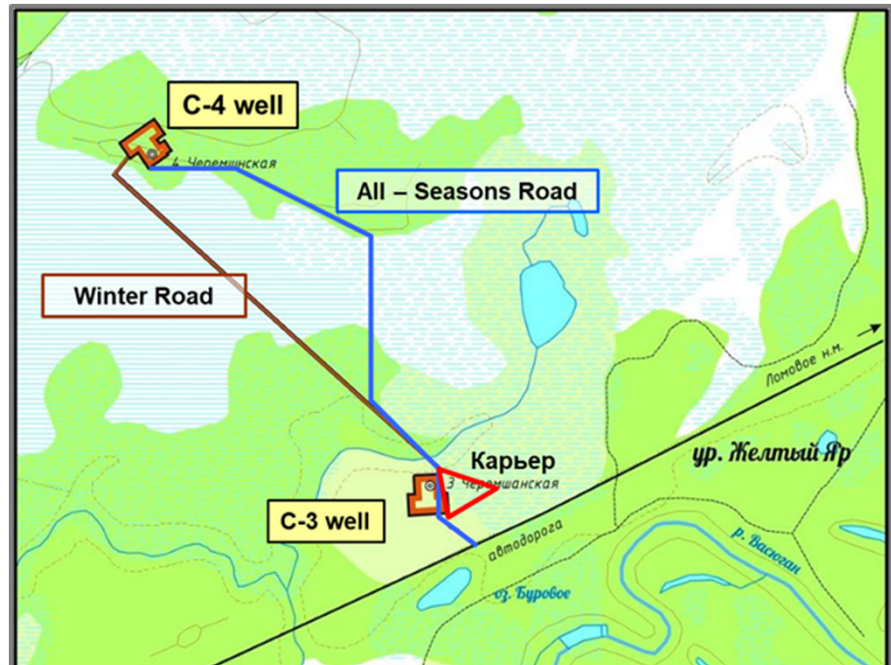 C-4 well
4 Черемшинская
All – Seasons Road
Winter Road
Ломовое н.м.
Карьер
ур. Желтый Яр
3 Черемшанская
C-3 well
автодорога
р. Васюган
оз. Буровое